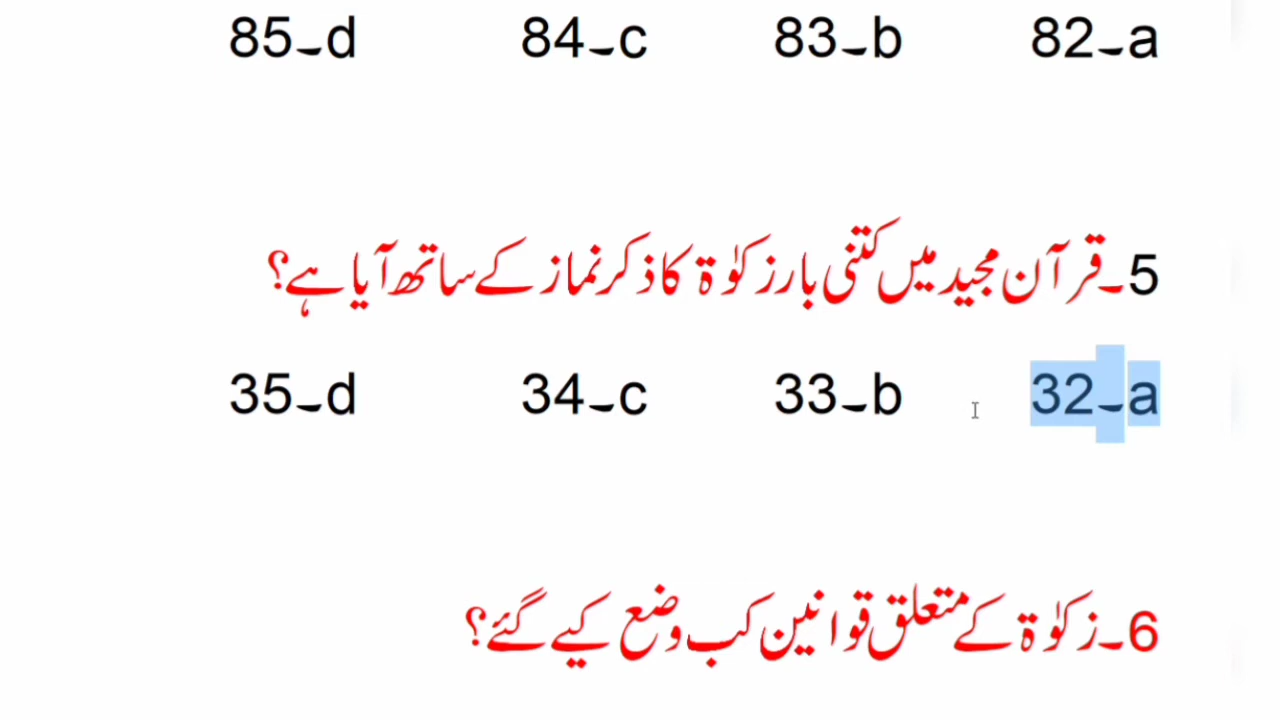 82۔a 83۔b 84۔c 85۔d
5۔قرآن مجید میں کتنی بار زکوٰۃ کا ذکر نماز کے ساتھ آیا ہے؟
32۔a 33۔b 34۔c 35۔d
6۔زکوٰۃ کے متعلق قوانین کب وضع کیے گئے؟